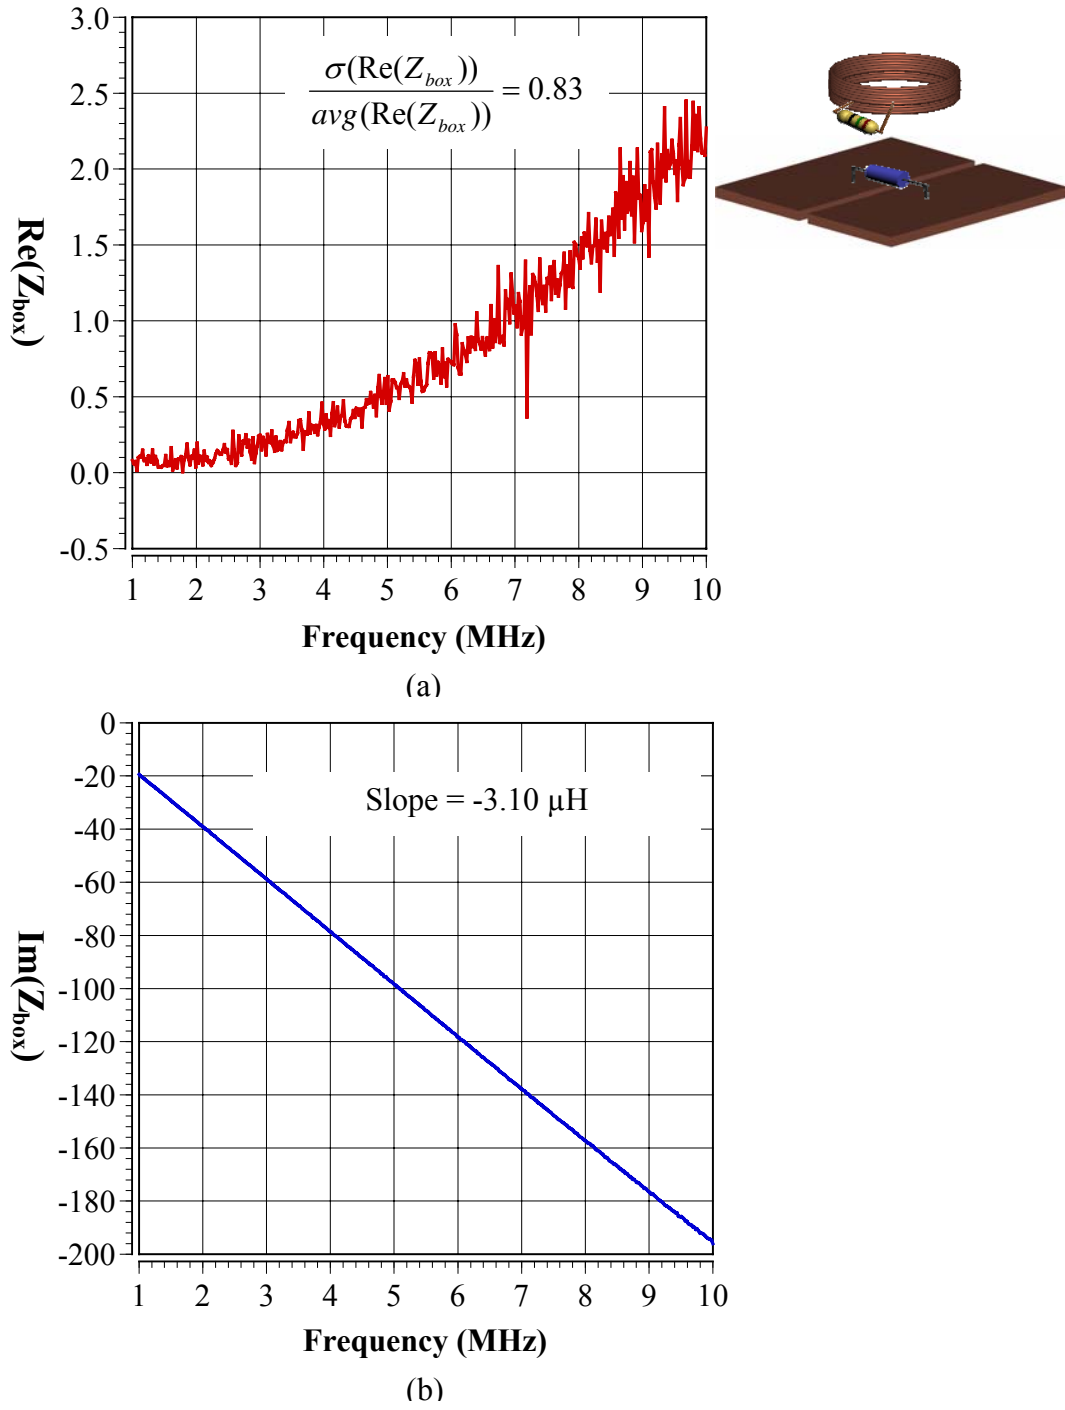 3.0
2.5
2.0
1.5
1.0
0.5
0.0
-0.5
Re(Z_box)
σ(Re(Z_box))
avg(Re(Z_box))
= 0.83
1 2 3 4 5 6 7 8 9 10
Frequency (MHz)
(a)
0
-20
-40
-60
-80
-100
-120
-140
-160
-180
-200
Im(Z_box)
Slope = -3.10 µH
1 2 3 4 5 6 7 8 9 10
Frequency (MHz)
(b)